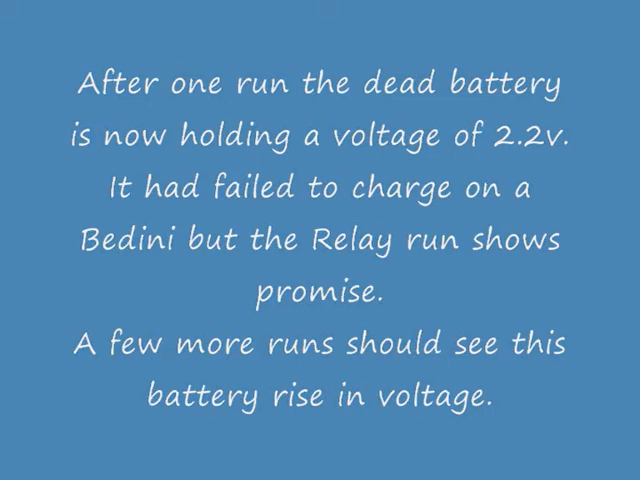 After one run the dead battery
is now holding a voltage of 2.2v.
It had failed to charge on a
Bedini but the Relay run shows
promise.
A few more runs should see this
battery rise in voltage.